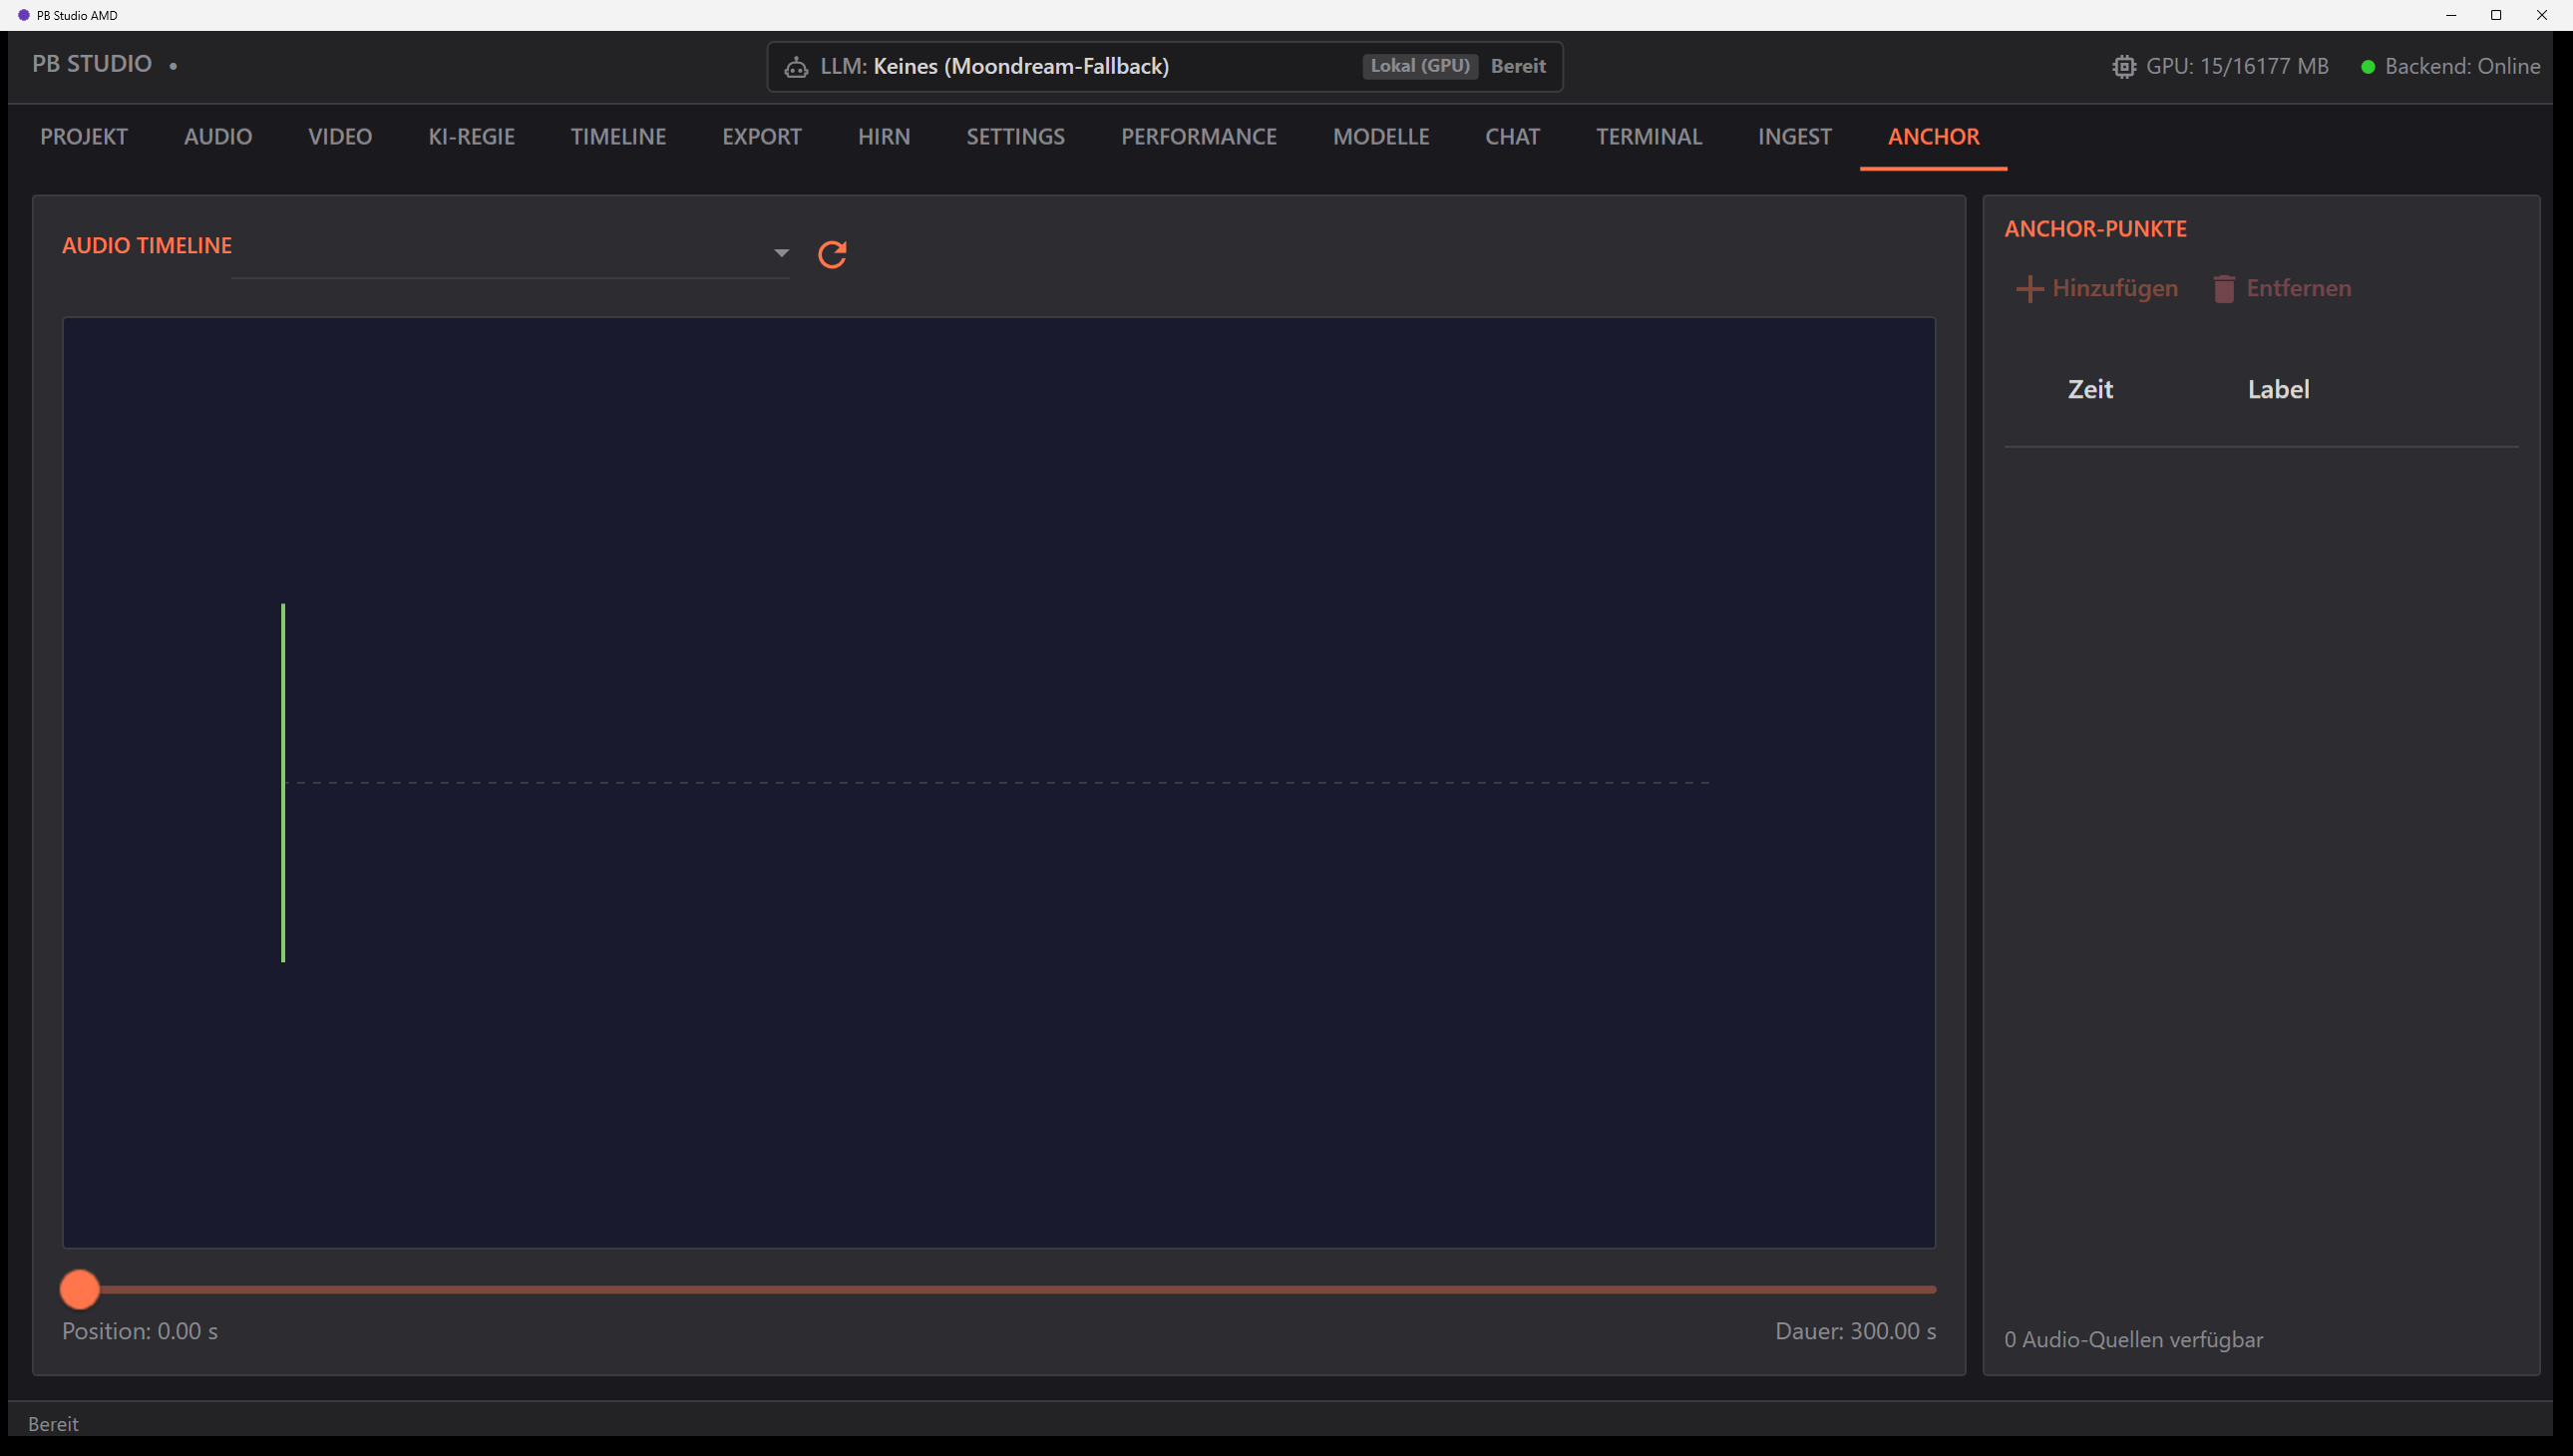 PB Studio AMD
PB STUDIO •
LLM: Keines (Moondream-Fallback) Lokal (GPU) Bereit
GPU: 15/16177 MB Backend: Online
PROJEKT AUDIO VIDEO KI-REGIE TIMELINE EXPORT HIRN SETTINGS PERFORMANCE MODELLE CHAT TERMINAL INGEST ANCHOR
AUDIO TIMELINE
Position: 0.00 s Dauer: 300.00 s
ANCHOR-PUNKTE
Hinzufügen Entfernen
Zeit Label
0 Audio-Quellen verfügbar
Bereit